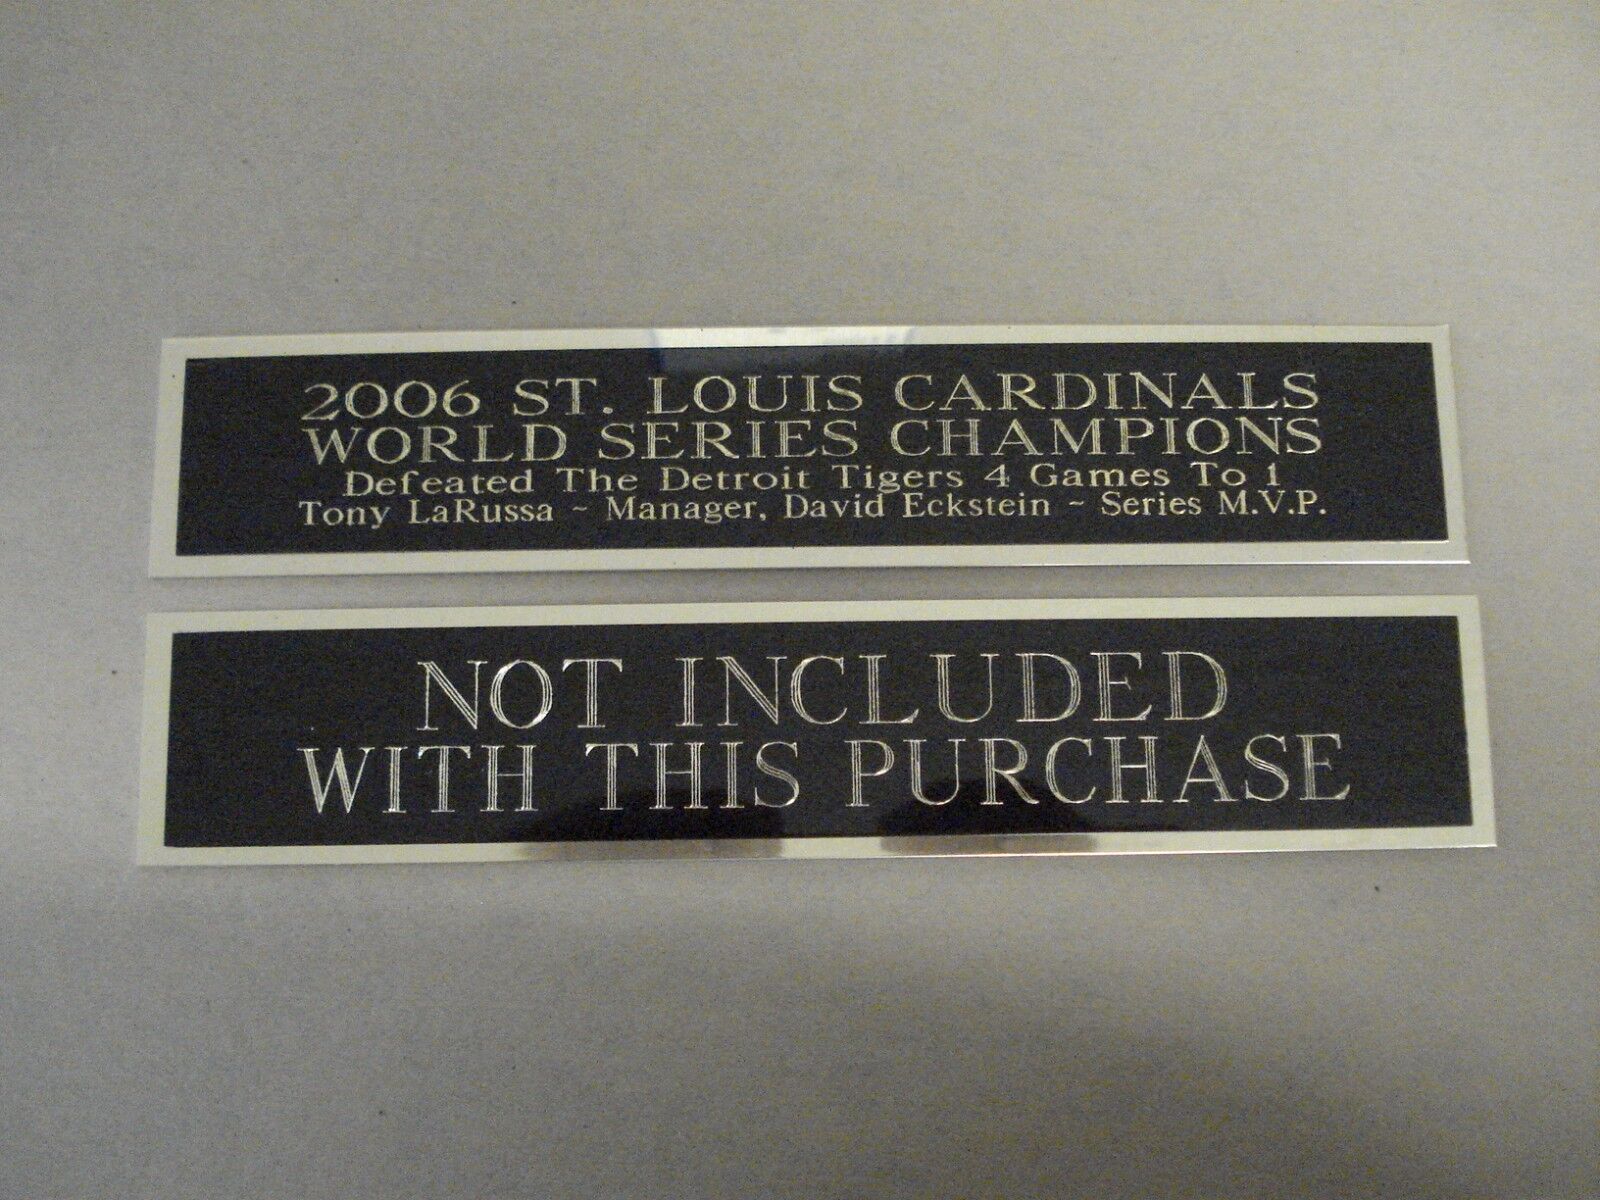 2006 ST. LOUIS CARDINALS
WORLD SERIES CHAMPIONS
Defeated The Detroit Tigers 4 Games To 1
Tony LaRussa ~ Manager, David Eckstein ~ Series M.V.P.
NOT INCLUDED
WITH THIS PURCHASE